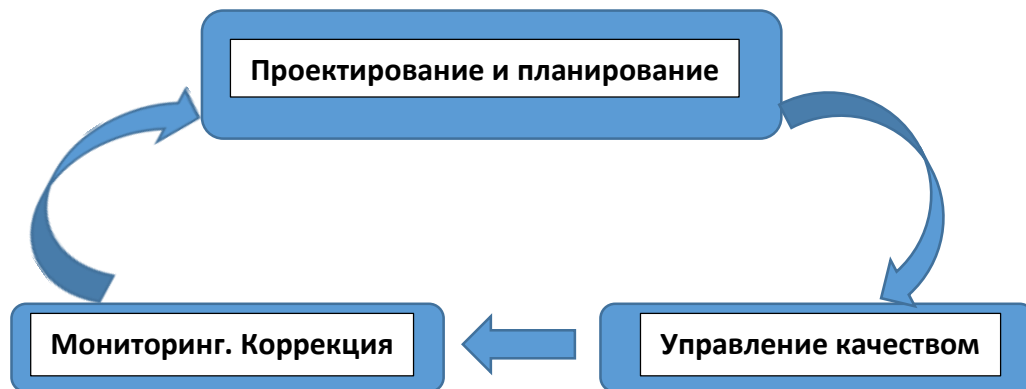 Проектирование и планирование
Мониторинг. Коррекция
Управление качеством